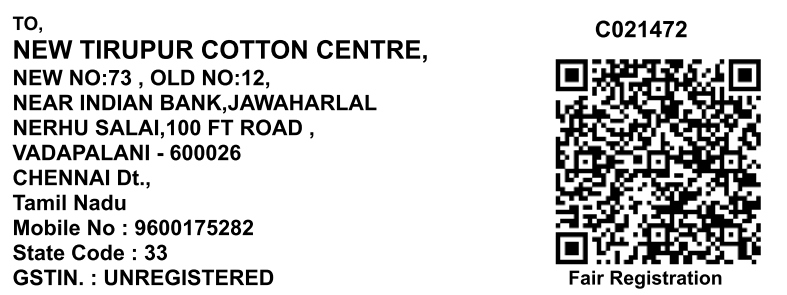 TO,
NEW TIRUPUR COTTON CENTRE,
NEW NO:73 , OLD NO:12,
NEAR INDIAN BANK,JAWAHARLAL
NERHU SALAI,100 FT ROAD ,
VADAPALANI - 600026
CHENNAI Dt.,
Tamil Nadu
Mobile No : 9600175282
State Code : 33
GSTIN. : UNREGISTERED
C021472
Fair Registration